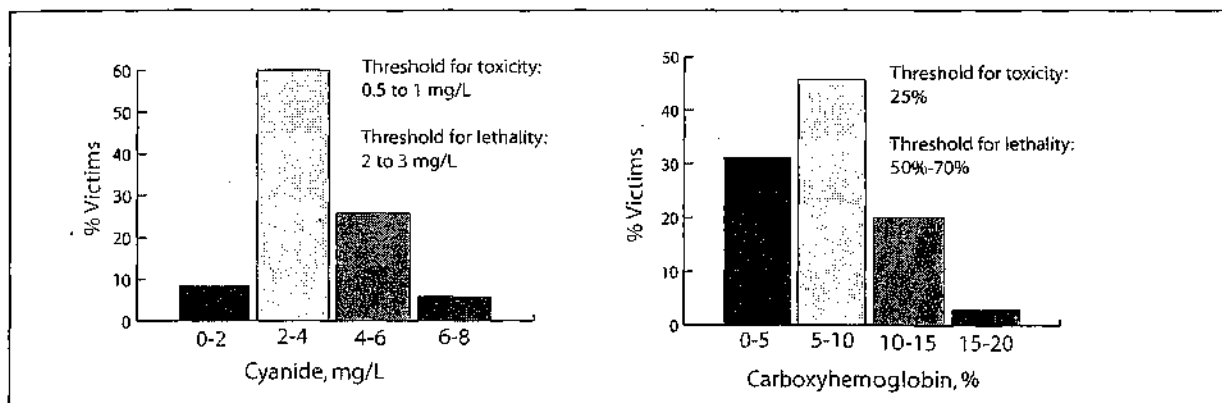 60
50
40
30
20
10
0
% Victims
Threshold for toxicity:
0.5 to 1 mg/L
Threshold for lethality:
2 to 3 mg/L
0-2 2-4 4-6 6-8
Cyanide, mg/L
50
40
30
20
10
0
% Victims
Threshold for toxicity:
25%
Threshold for lethality:
50%-70%
0-5 5-10 10-15 15-20
Carboxyhemoglobin, %